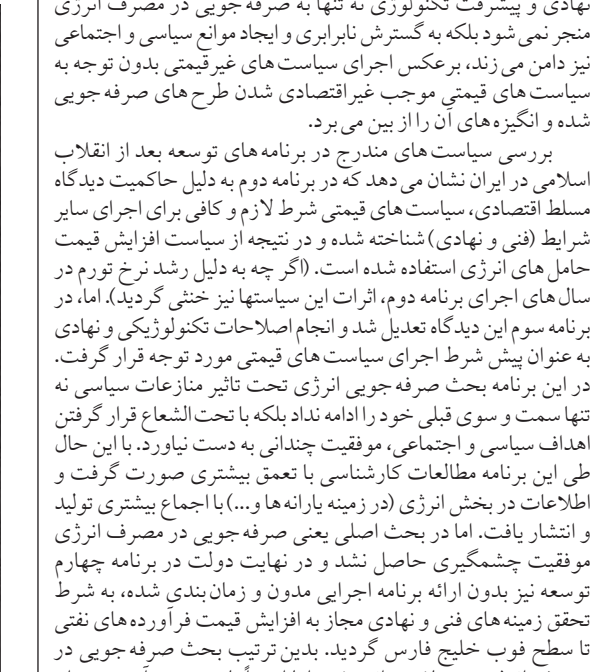 نهادی و پیشرفت تکنولوژی نه تنها به صرفه جویی در مصرف انرژی
منجر نمی شود بلکه به گسترش نابرابری و ایجاد موانع سیاسی و اجتماعی
نیز دامن می زند، برعکس اجرای سیاست های غیرقیمتی بدون توجه به
سیاست های قیمتی موجب غیراقتصادی شدن طرح های صرفه جویی
شده و انگیزه های آن را از بین می برد.
بررسی سیاست های مندرج در برنامه های توسعه بعد از انقلاب
اسلامی در ایران نشان می دهد که در برنامه دوم به دلیل حاکمیت دیدگاه
مسلط اقتصادی، سیاست های قیمتی شرط لازم و کافی برای اجرای سایر
شرایط (فنی و نهادی) شناخته شده و در نتیجه از سیاست افزایش قیمت
حامل های انرژی استفاده شده است. (اگر چه به دلیل رشد نرخ تورم در
سال های اجرای برنامه دوم، اثرات این سیاستها نیز خنثی گردید). اما، در
برنامه سوم این دیدگاه تعدیل شد و انجام اصلاحات تکنولوژیکی و نهادی
به عنوان پیش شرط اجرای سیاست های قیمتی مورد توجه قرار گرفت.
در این برنامه بحث صرفه جویی انرژی تحت تاثیر منازعات سیاسی نه
تنها سمت و سوی قبلی خود را ادامه نداد بلکه با تحت الشعاع قرار گرفتن
اهداف سیاسی و اجتماعی، موفقیت چندانی به دست نیاورد. با این حال
طی این برنامه مطالعات کارشناسی با تعمق بیشتری صورت گرفت و
اطلاعات در بخش انرژی (در زمینه یارانه ها و...) با اجماع بیشتری تولید
و انتشار یافت. اما در بحث اصلی یعنی صرفه جویی در مصرف انرژی
موفقیت چشمگیری حاصل نشد و در نهایت دولت در برنامه چهارم
توسعه نیز بدون ارائه برنامه اجرایی مدون و زمان بندی شده، به شرط
تحقق زمینه های فنی و نهادی مجاز به افزایش قیمت فرآورده های نفتی
تا سطح فوب خلیج فارس گردید. بدین ترتیب بحث صرفه جویی در